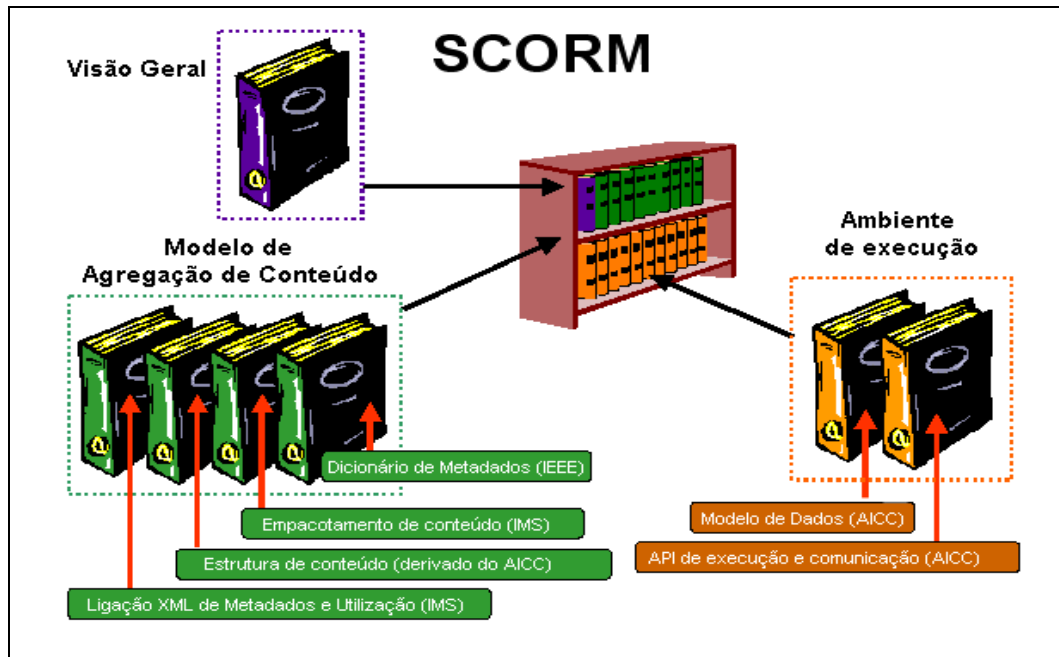 SCORM
Visão Geral
Modelo de
Agregação de Conteúdo
Ambiente
de execução
Dicionário de Metadados (IEEE)
Empacotamento de conteúdo (IMS)
Estrutura de conteúdo (derivado do AICC)
Ligação XML de Metadados e Utilização (IMS)
Modelo de Dados (AICC)
API de execução e comunicação (AICC)